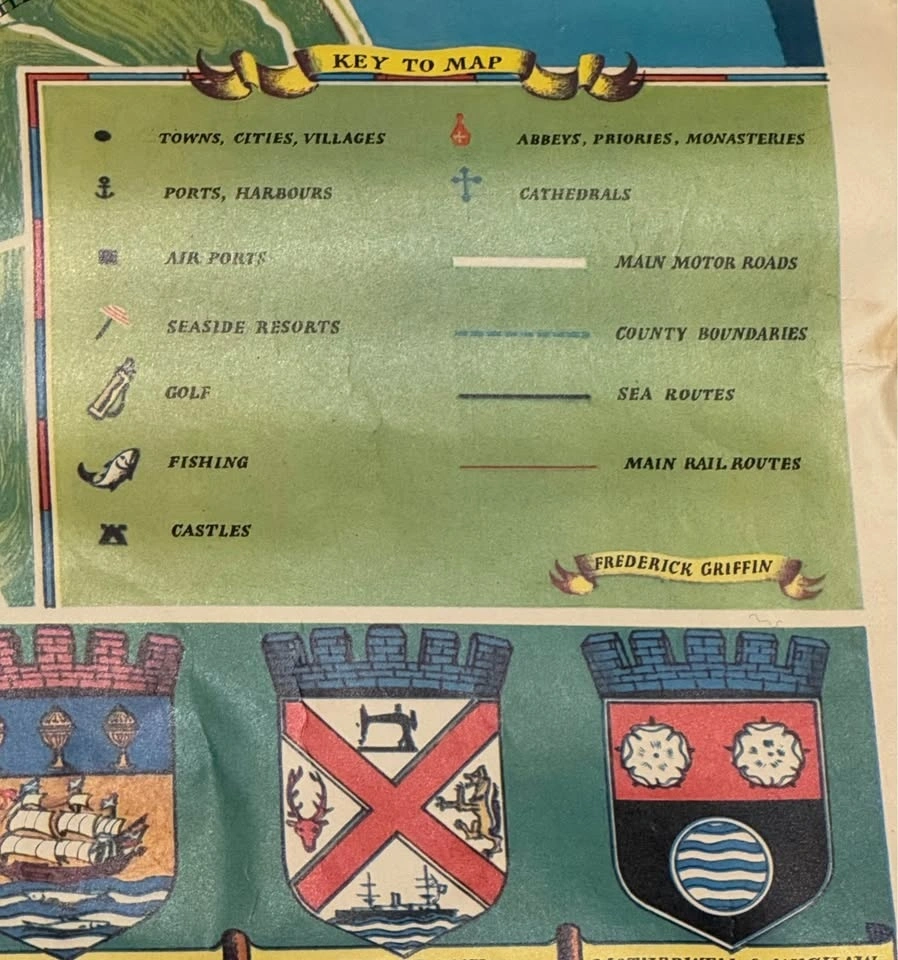 KEY TO MAP
TOWNS, CITIES, VILLAGES
PORTS, HARBOURS
AIR PORTS
SEASIDE RESORTS
GOLF
FISHING
CASTLES
ABBEYS, PRIORIES, MONASTERIES
CATHEDRALS
MAIN MOTOR ROADS
COUNTY BOUNDARIES
SEA ROUTES
MAIN RAIL ROUTES
FREDERICK GRIFFIN